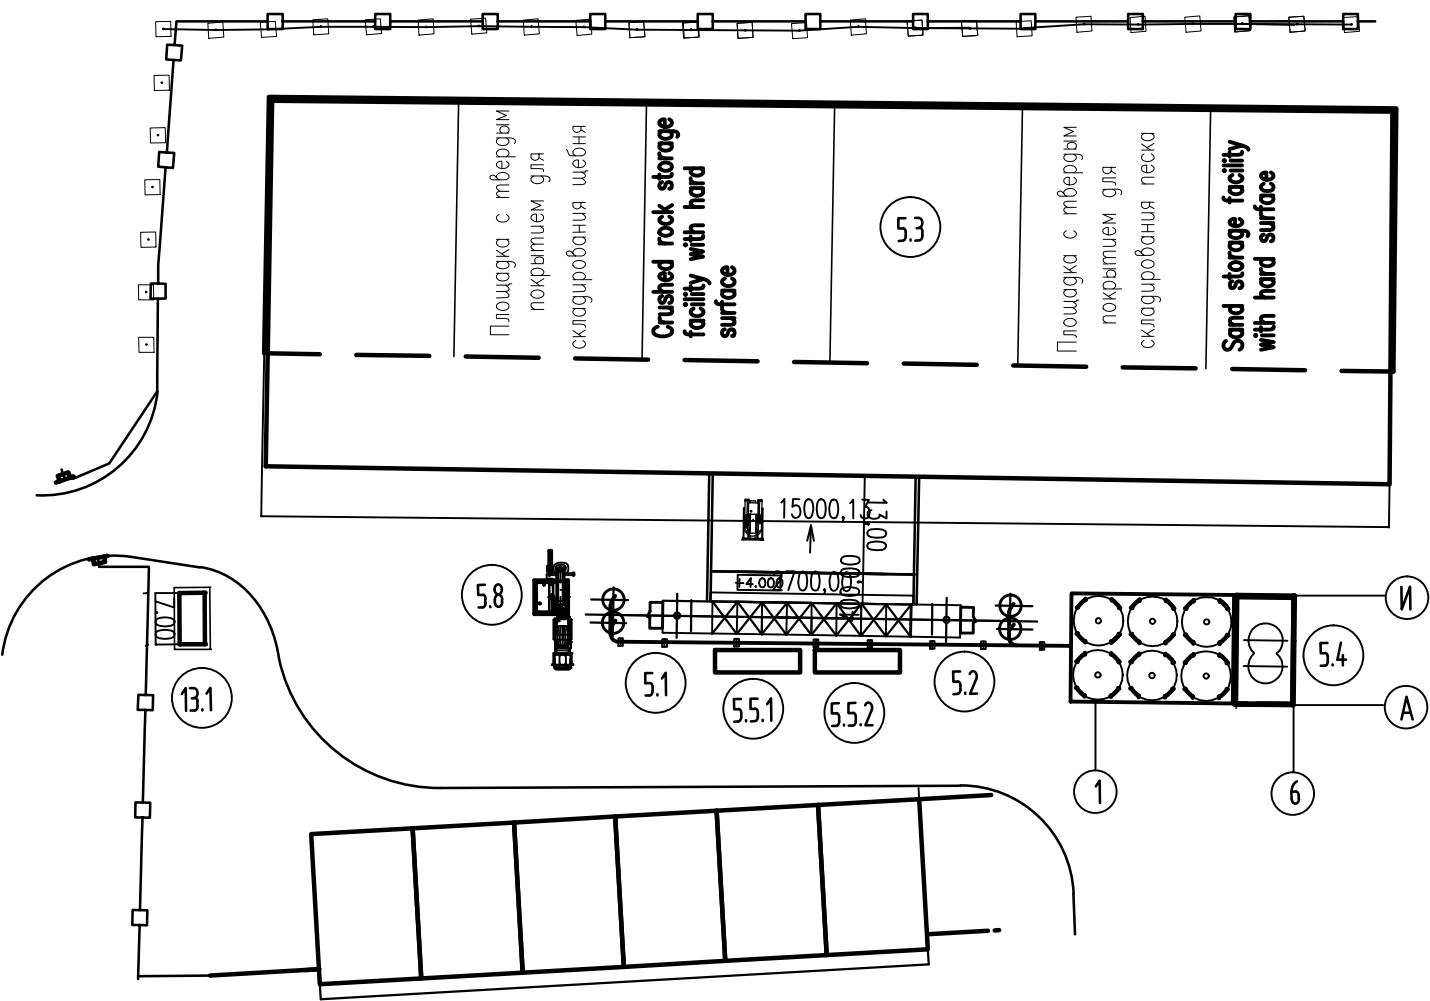 Площадка с твердым
покрытием для
складирования щебня
Crushed rock storage
facility with hard
surface
5.3
Площадка с твердым
покрытием для
складирования песка
Sand storage facility
with hard surface
15000,13
13,00
+4.000
5.8
7.00
13.1
5.1
5.5.1
5.5.2
5.2
5.4
И
А
1
6